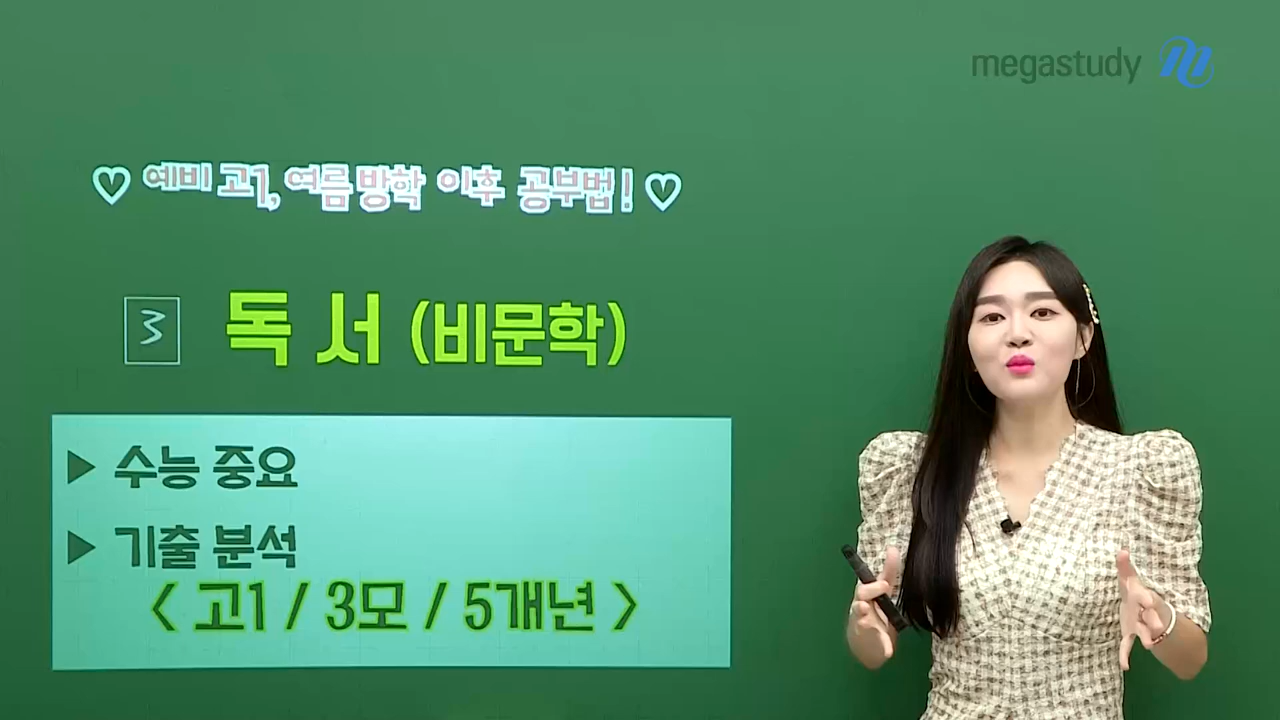 megastudy
♡ 예비 고1, 여름방학 이후 공부법! ♡
3 독서 (비문학)
▶ 수능 중요
▶ 기출 분석
< 고1 / 3모 / 5개년 >